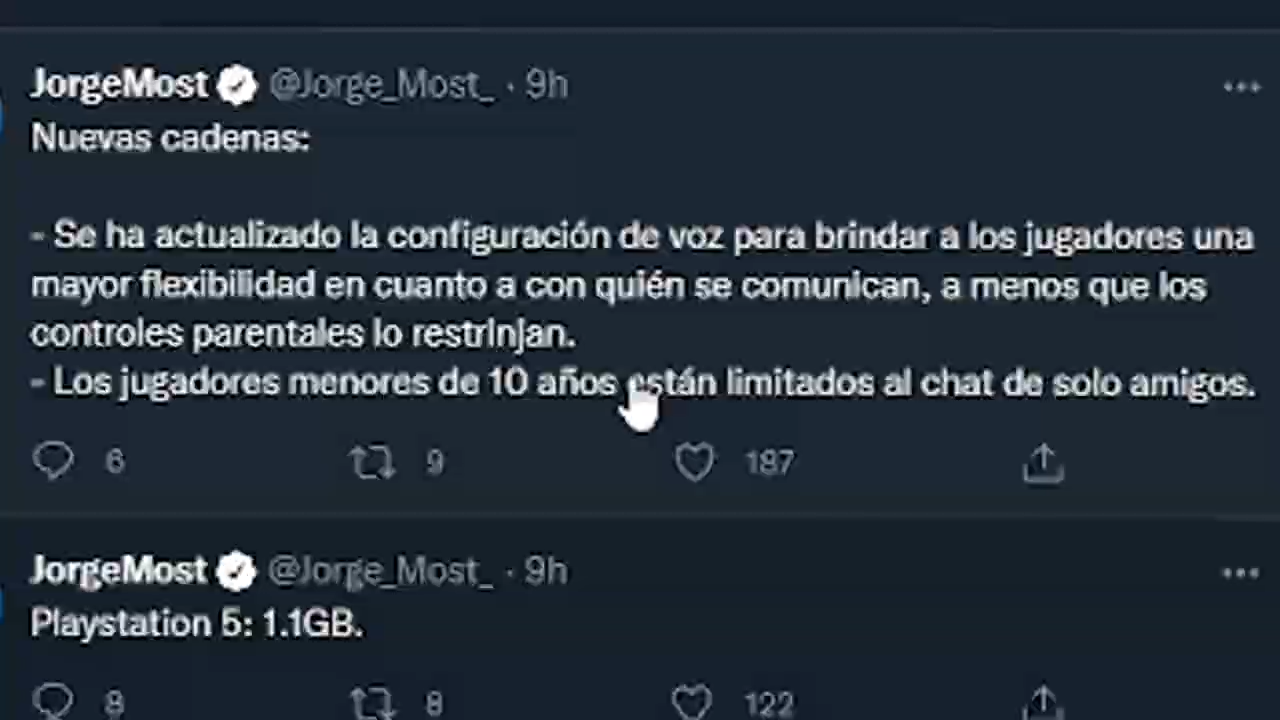 JorgeMost @Jorge_Most_ · 9h
Nuevas cadenas:
- Se ha actualizado la configuración de voz para brindar a los jugadores una
mayor flexibilidad en cuanto a con quién se comunican, a menos que los
controles parentales lo restrinjan.
- Los jugadores menores de 10 años están limitados al chat de solo amigos.
6 9 187
JorgeMost @Jorge_Most_ · 9h
Playstation 5: 1.1GB.
8 8 122